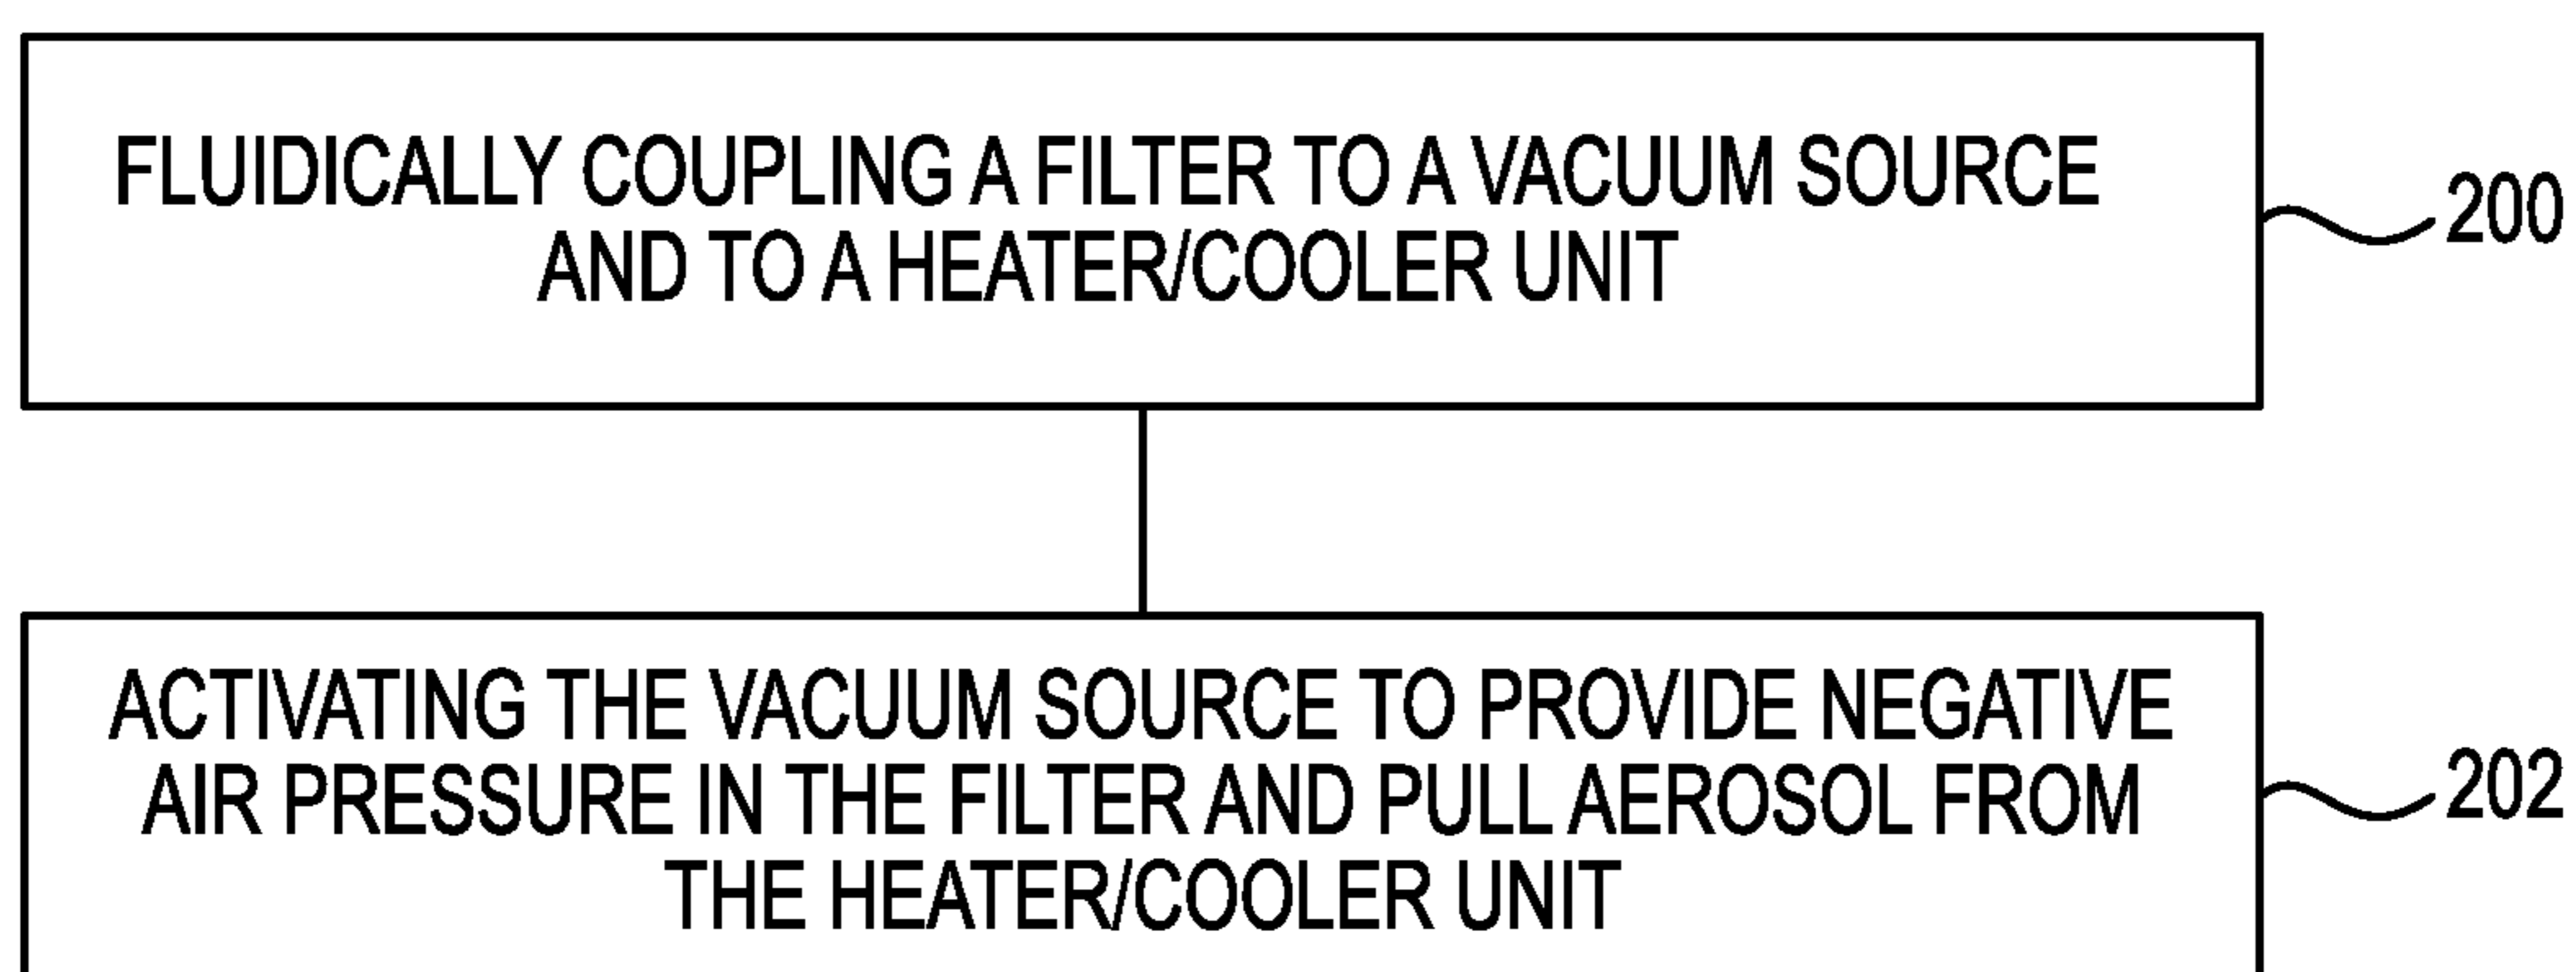 FLUIDICALLY COUPLING A FILTER TO A VACUUM SOURCE
AND TO A HEATER/COOLER UNIT
200
ACTIVATING THE VACUUM SOURCE TO PROVIDE NEGATIVE
AIR PRESSURE IN THE FILTER AND PULL AEROSOL FROM
THE HEATER/COOLER UNIT
202